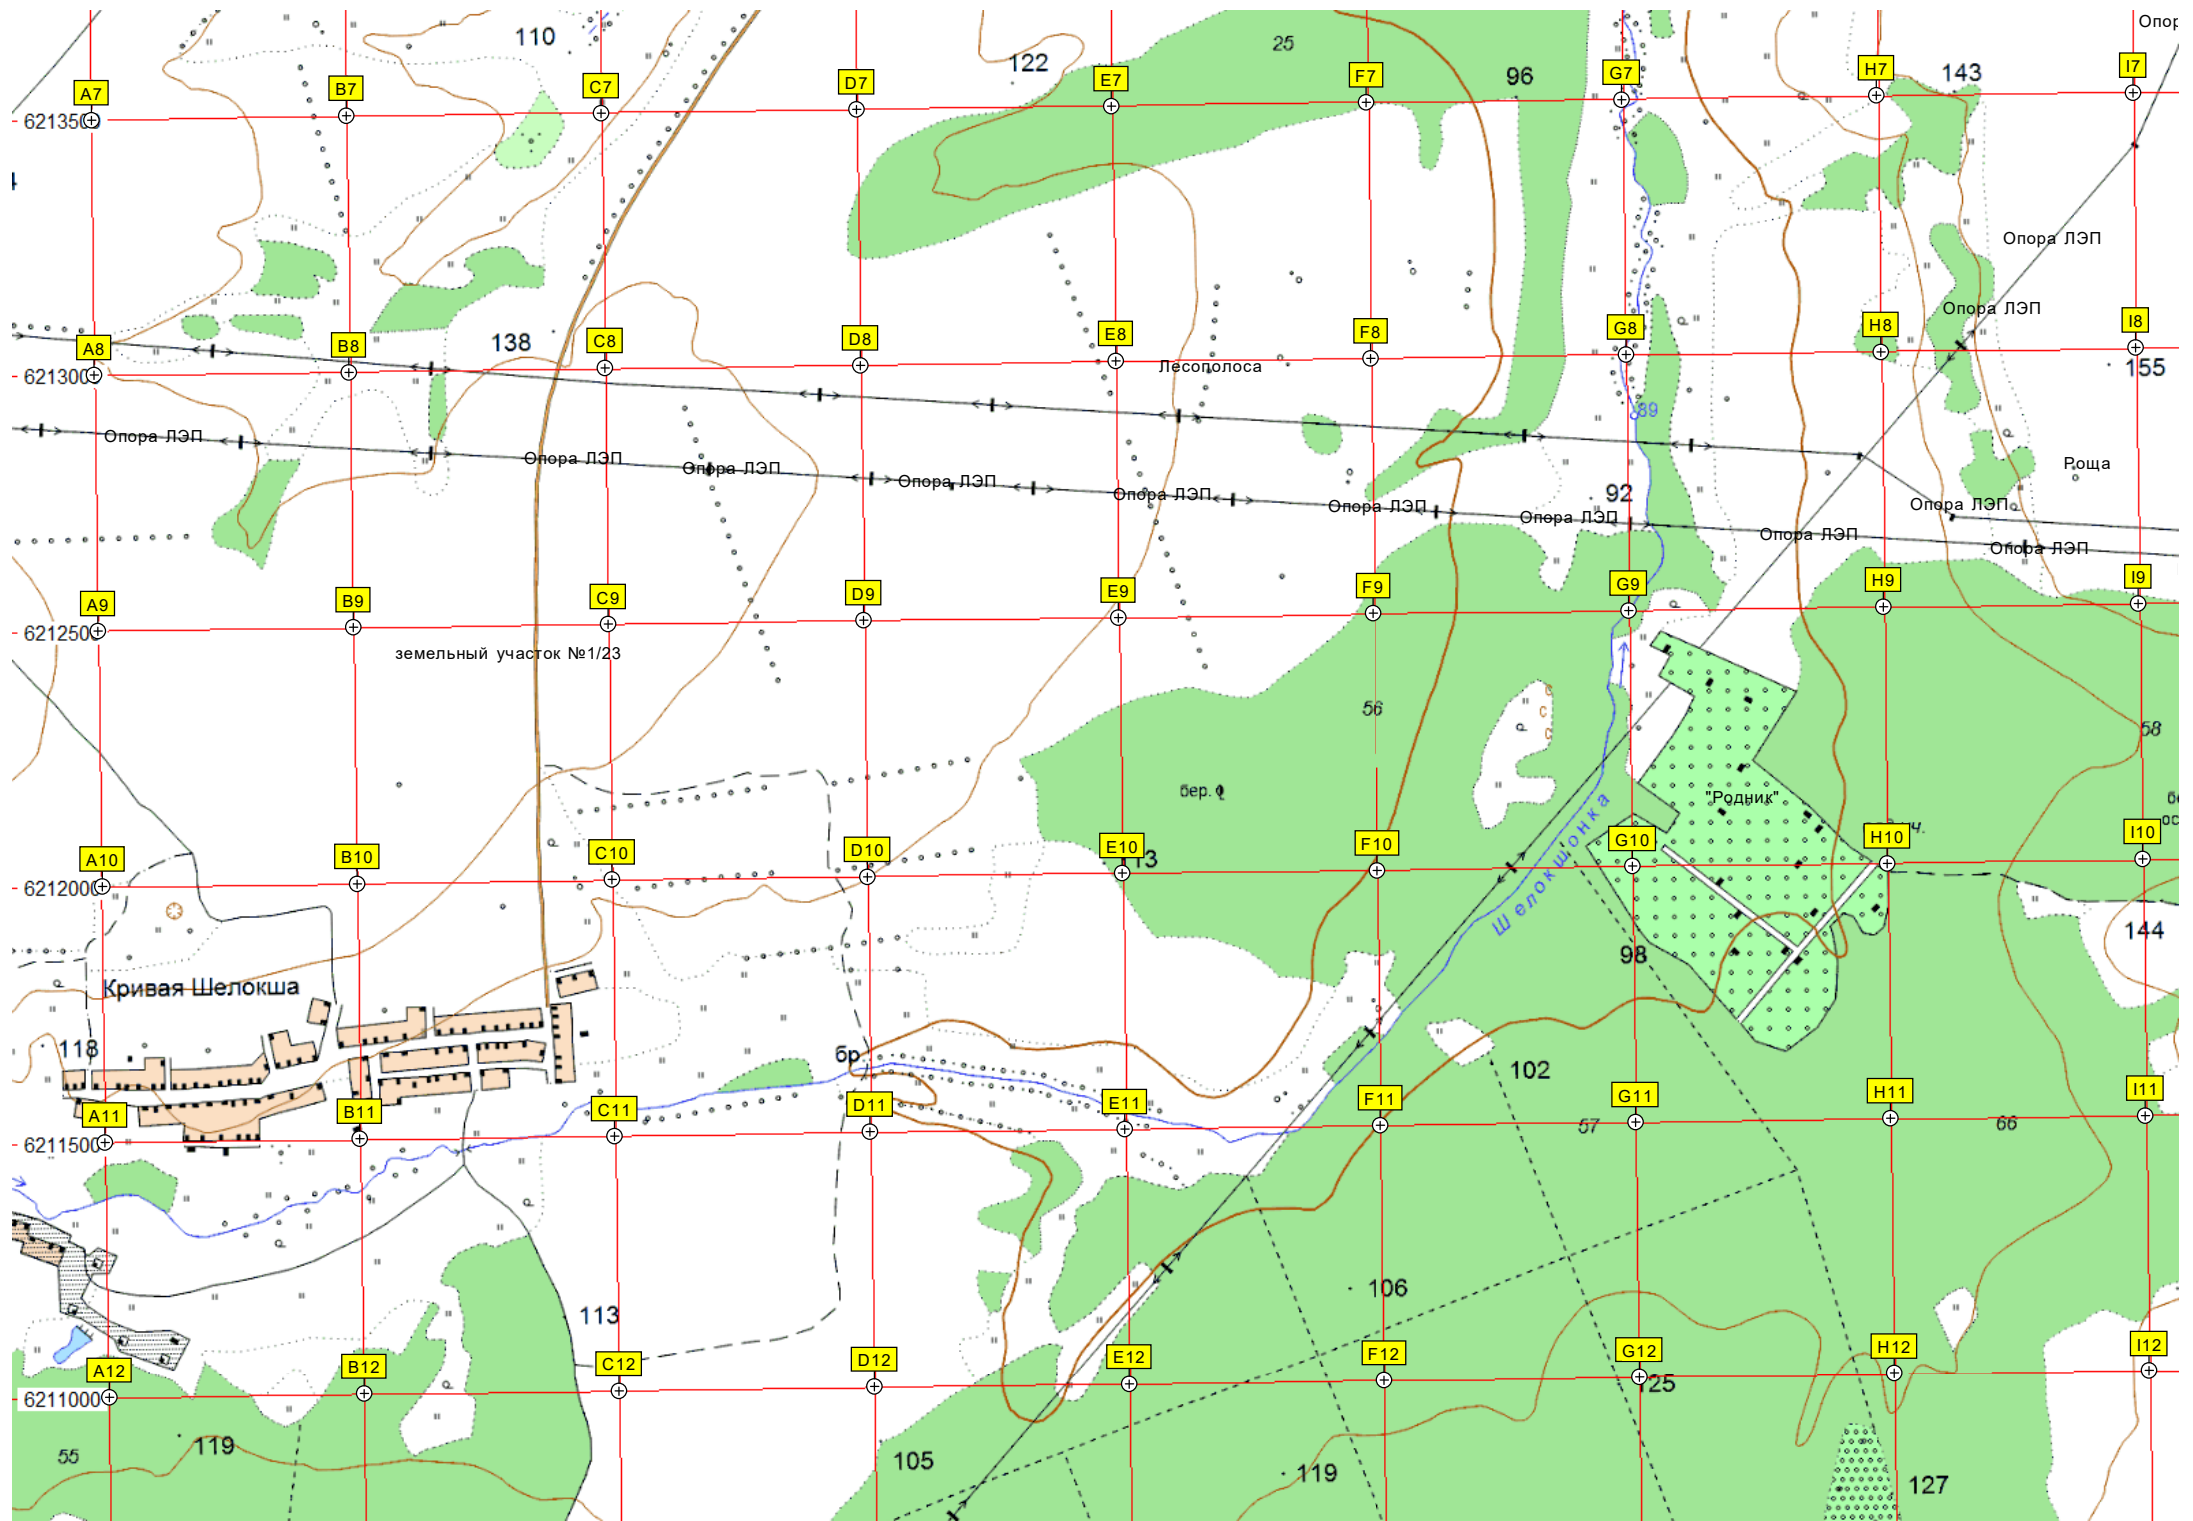 Опор
110
25
122
96
143
A7
B7
C7
D7
E7
F7
G7
H7
I7
6213500
4
Опора ЛЭП
Опора ЛЭП
138
A8
B8
C8
D8
E8
F8
G8
H8
I8
Лесополоса
155
6213000
89
Опора ЛЭП
Опора ЛЭП
Опора ЛЭП
Опора ЛЭП
Опора ЛЭП
Опора ЛЭП
Опора ЛЭП
Опора ЛЭП
Опора ЛЭП
Опора ЛЭП
Роща
92
A9
B9
C9
D9
E9
F9
G9
H9
I9
6212500
земельный участок №1/23
56
С
С
С
58
бер.
"Родник"
Шелокшонка
A10
B10
C10
D10
E10
F10
G10
H10
I10
13
уч.
6212000
98
144
Кривая Шелокша
118
бр.
102
A11
B11
C11
D11
E11
F11
G11
H11
I11
57
66
6211500
113
106
A12
B12
C12
D12
E12
F12
G12
H12
I12
6211000
125
55
119
105
119
127